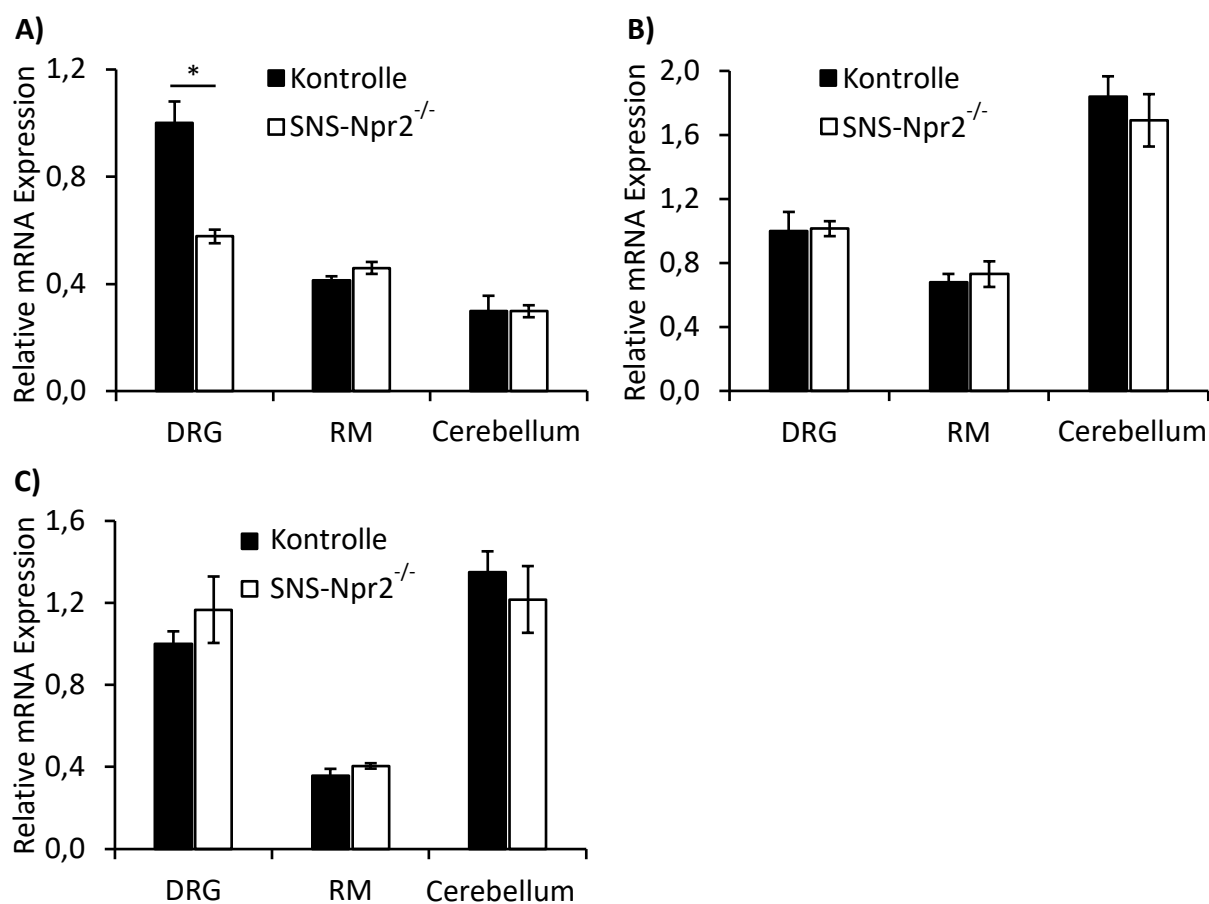 A)
Relative mRNA Expression
1,2
0,8
0,4
0,0
*
Kontrolle
SNS-Npr2-/-
DRG RM Cerebellum
B)
Relative mRNA Expression
2,0
1,6
1,2
0,8
0,4
0,0
Kontrolle
SNS-Npr2-/-
DRG RM Cerebellum
C)
Relative mRNA Expression
1,6
1,2
0,8
0,4
0,0
Kontrolle
SNS-Npr2-/-
DRG RM Cerebellum